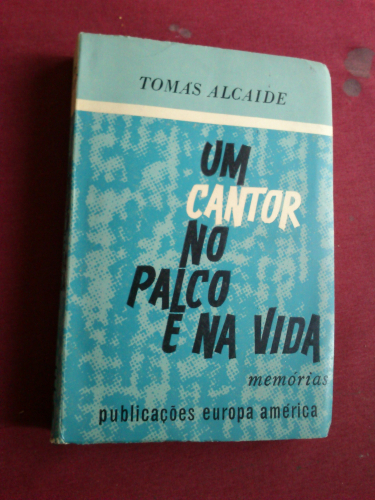 TOMÁS ALCAIDE
UM
CANTOR
NO
PALCO
E NA VIDA
memórias
publicações europa américa